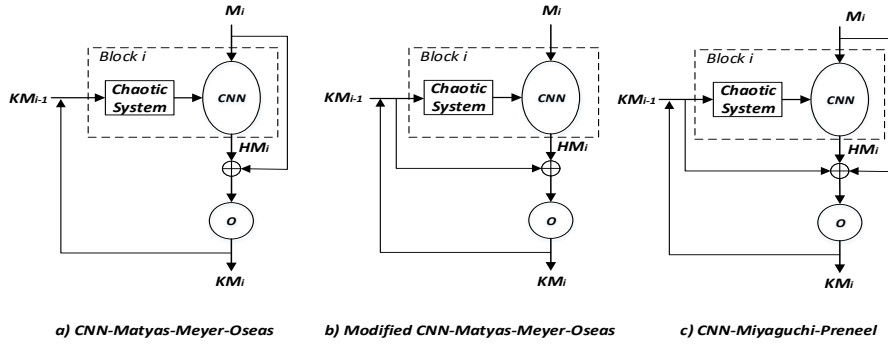 Mi
Block i
Chaotic
System
CNN
KMi-1
HMi
O
KMi
a) CNN-Matyas-Meyer-Oseas
Mi
Block i
Chaotic
System
CNN
KMi-1
HMi
O
KMi
b) Modified CNN-Matyas-Meyer-Oseas
Mi
Block i
Chaotic
System
CNN
KMi-1
HMi
O
KMi
c) CNN-Miyaguchi-Preneel